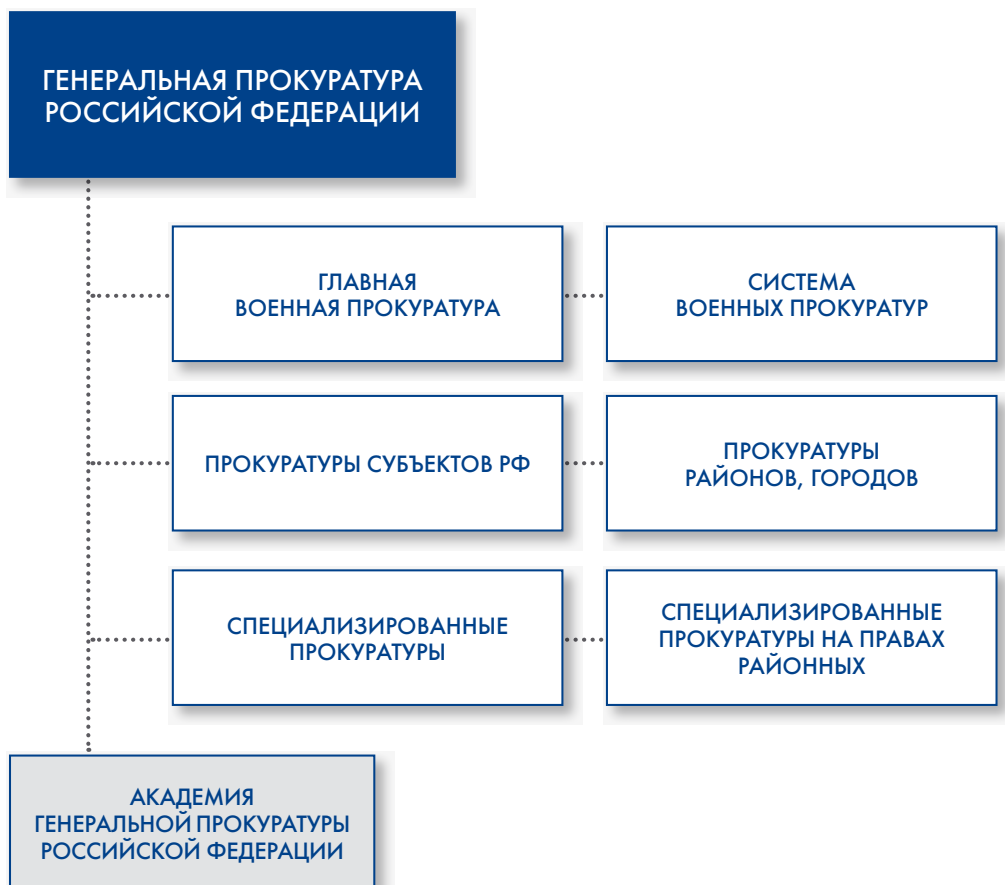 ГЕНЕРАЛЬНАЯ ПРОКУРАТУРА
РОССИЙСКОЙ ФЕДЕРАЦИИ
ГЛАВНАЯ
ВОЕННАЯ ПРОКУРАТУРА
СИСТЕМА
ВОЕННЫХ ПРОКУРАТУР
ПРОКУРАТУРЫ СУБЪЕКТОВ РФ
ПРОКУРАТУРЫ
РАЙОНОВ, ГОРОДОВ
СПЕЦИАЛИЗИРОВАННЫЕ
ПРОКУРАТУРЫ
СПЕЦИАЛИЗИРОВАННЫЕ
ПРОКУРАТУРЫ НА ПРАВАХ
РАЙОННЫХ
АКАДЕМИЯ
ГЕНЕРАЛЬНОЙ ПРОКУРАТУРЫ
РОССИЙСКОЙ ФЕДЕРАЦИИ